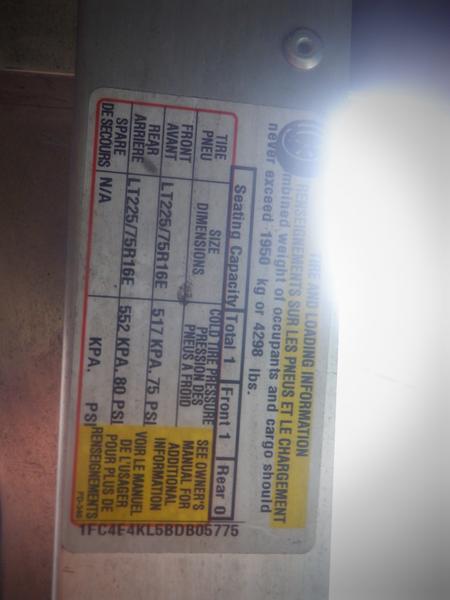 TIRE AND LOADING INFORMATION
RENSEIGNEMENTS SUR LES PNEUS ET LE CHARGEMENT
combined weight of occupants and cargo should
never exceed 1950 kg or 4298 lbs.
Seating Capacity Total 1 Front 1 Rear 0
TIRE SIZE COLD TIRE PRESSURE
PNEU DIMENSIONS PRESSION DES
PNEUS À FROID
FRONT
AVANT LT225/75R16E 517 KPA. 75 PSI
REAR
ARRIÈRE LT225/75R16E 552 KPA. 80 PSI
SPARE
DE SECOURS N/A KPA. PSI
SEE OWNER'S
MANUAL FOR
ADDITIONAL
INFORMATION
VOIR LE MANUEL
DE L'USAGER
POUR PLUS DE
RENSEIGNEMENTS
1FC4E4KL5BDB05775